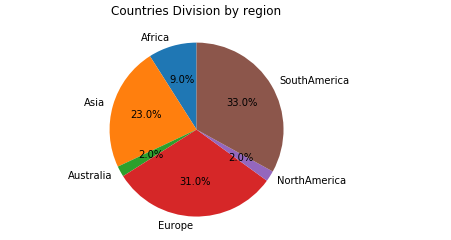 Countries Division by region
Africa
9.0%
SouthAmerica
33.0%
Asia
23.0%
Australia
2.0%
2.0%
NorthAmerica
31.0%
Europe